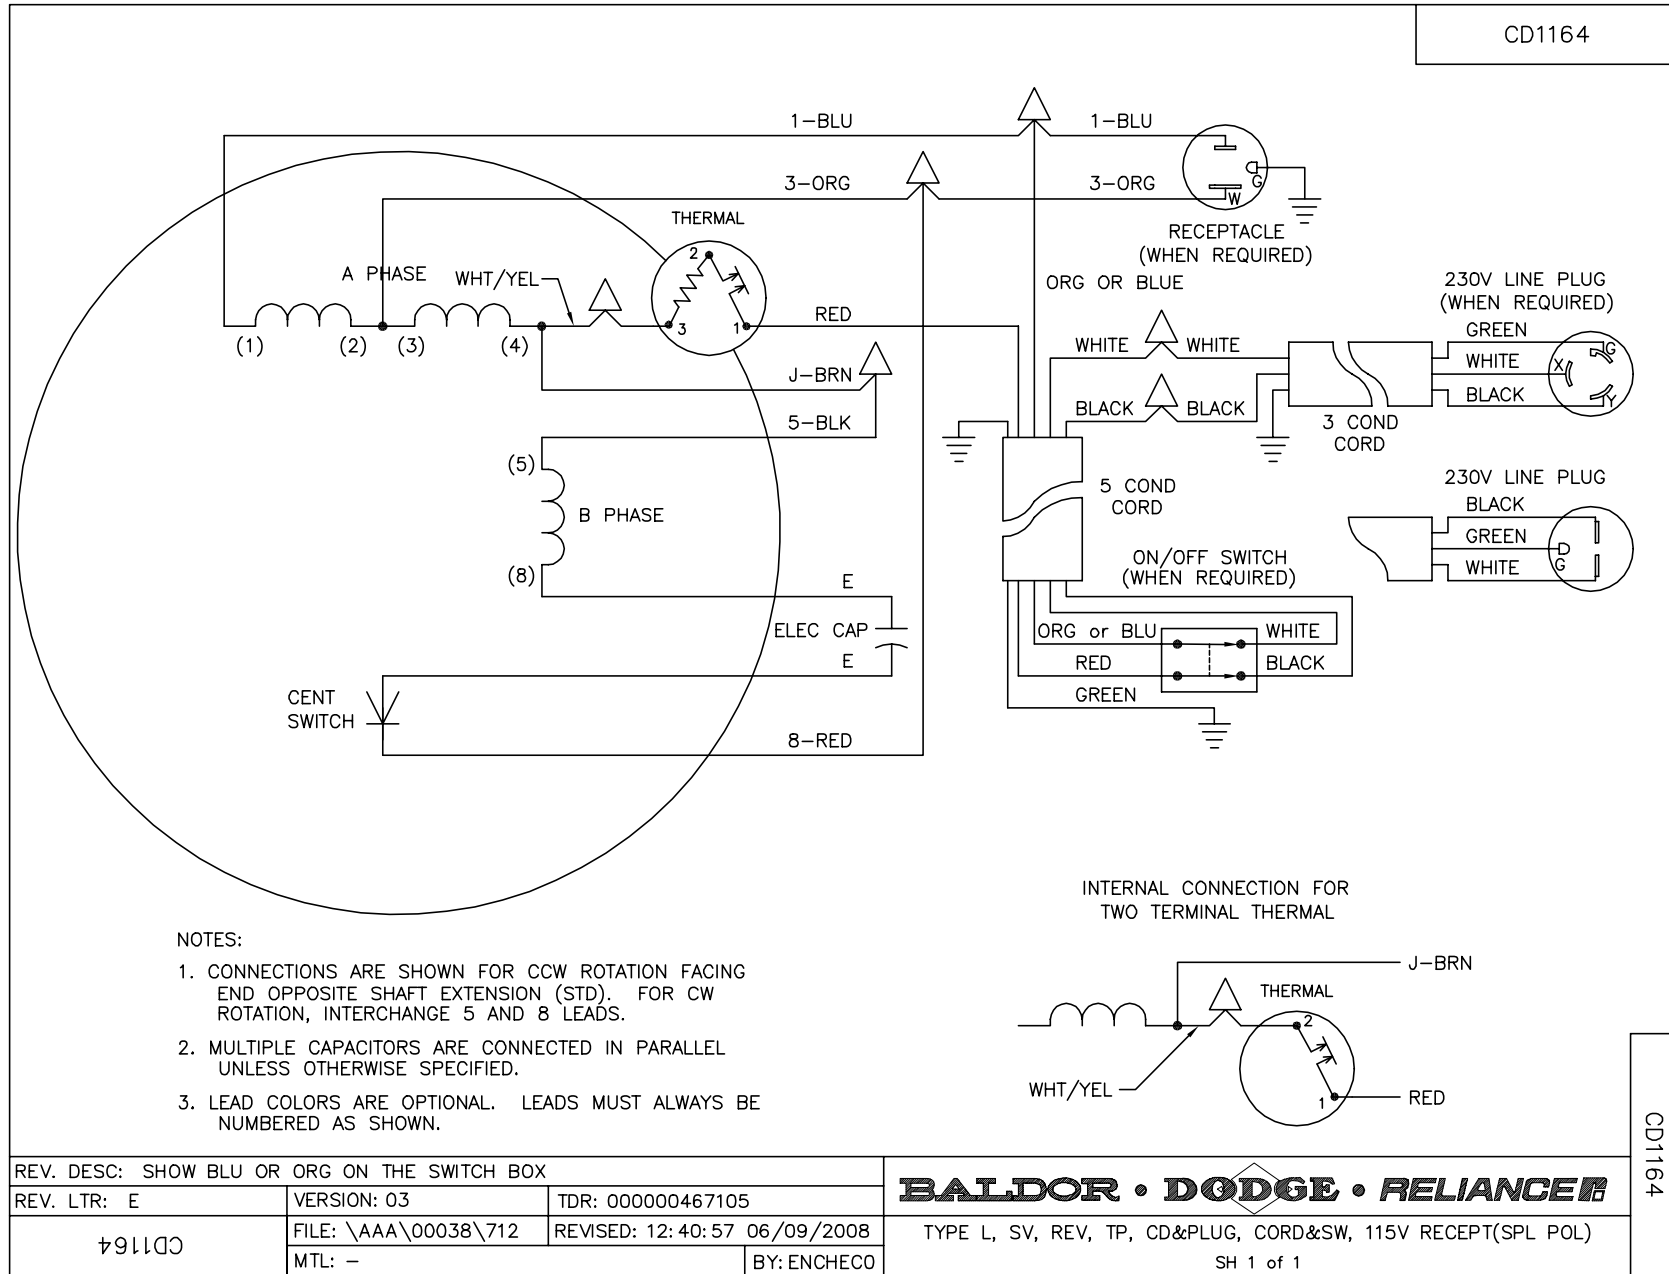 CD1164
1-BLU
1-BLU
3-ORG
3-ORG
G
W
THERMAL
RECEPTACLE
(WHEN REQUIRED)
A PHASE
WHT/YEL
2
3
1
RED
ORG OR BLUE
230V LINE PLUG
(WHEN REQUIRED)
GREEN
WHITE
BLACK
G
X
Y
(1)
(2)
(3)
(4)
WHITE
WHITE
J-BRN
BLACK
BLACK
5-BLK
3 COND
CORD
(5)
B PHASE
(8)
5 COND
CORD
230V LINE PLUG
BLACK
GREEN
WHITE
G
ON/OFF SWITCH
(WHEN REQUIRED)
E
ELEC CAP
E
ORG or BLU
WHITE
RED
BLACK
GREEN
CENT
SWITCH
8-RED
INTERNAL CONNECTION FOR
TWO TERMINAL THERMAL
J-BRN
THERMAL
2
WHT/YEL
1
RED
NOTES:
1. CONNECTIONS ARE SHOWN FOR CCW ROTATION FACING
END OPPOSITE SHAFT EXTENSION (STD). FOR CW
ROTATION, INTERCHANGE 5 AND 8 LEADS.
2. MULTIPLE CAPACITORS ARE CONNECTED IN PARALLEL
UNLESS OTHERWISE SPECIFIED.
3. LEAD COLORS ARE OPTIONAL. LEADS MUST ALWAYS BE
NUMBERED AS SHOWN.
CD1164
REV. DESC: SHOW BLU OR ORG ON THE SWITCH BOX
REV. LTR: E
VERSION: 03
TDR: 000000467105
FILE: \AAA\00038\712
REVISED: 12:40:57 06/09/2008
CD1164
MTL: -
BY: ENCHECO
BALDOR • DODGE • RELIANCE
TYPE L, SV, REV, TP, CD&PLUG, CORD&SW, 115V RECEPT(SPL POL)
SH 1 of 1